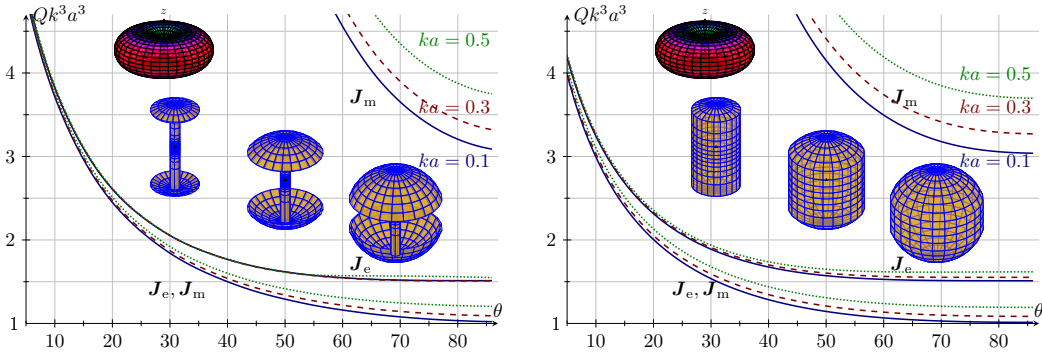 Qk³a³
z
ka = 0.5
4
J_m
ka = 0.3
3
ka = 0.1
2
J_e
J_e, J_m
θ
1
10 20 30 40 50 60 70 80
Qk³a³
z
ka = 0.5
4
J_m
ka = 0.3
3
ka = 0.1
2
J_e
J_e, J_m
θ
1
10 20 30 40 50 60 70 80